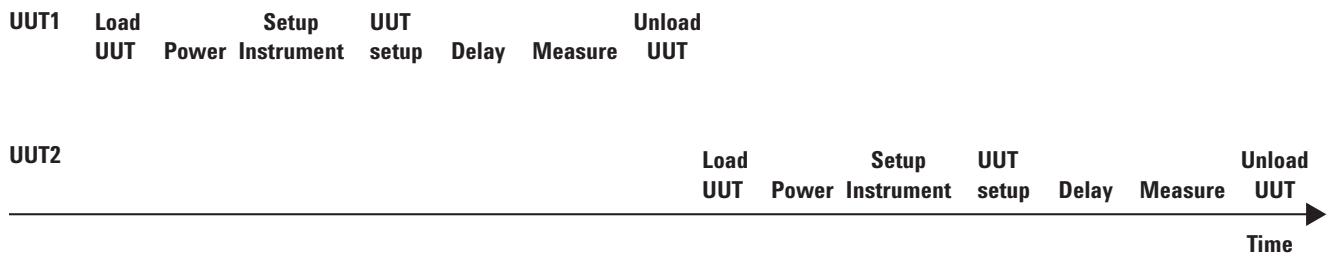 UUT1 Load Setup UUT Unload
UUT Power Instrument setup Delay Measure UUT
UUT2 Load Setup UUT Unload
UUT Power Instrument setup Delay Measure UUT
Time